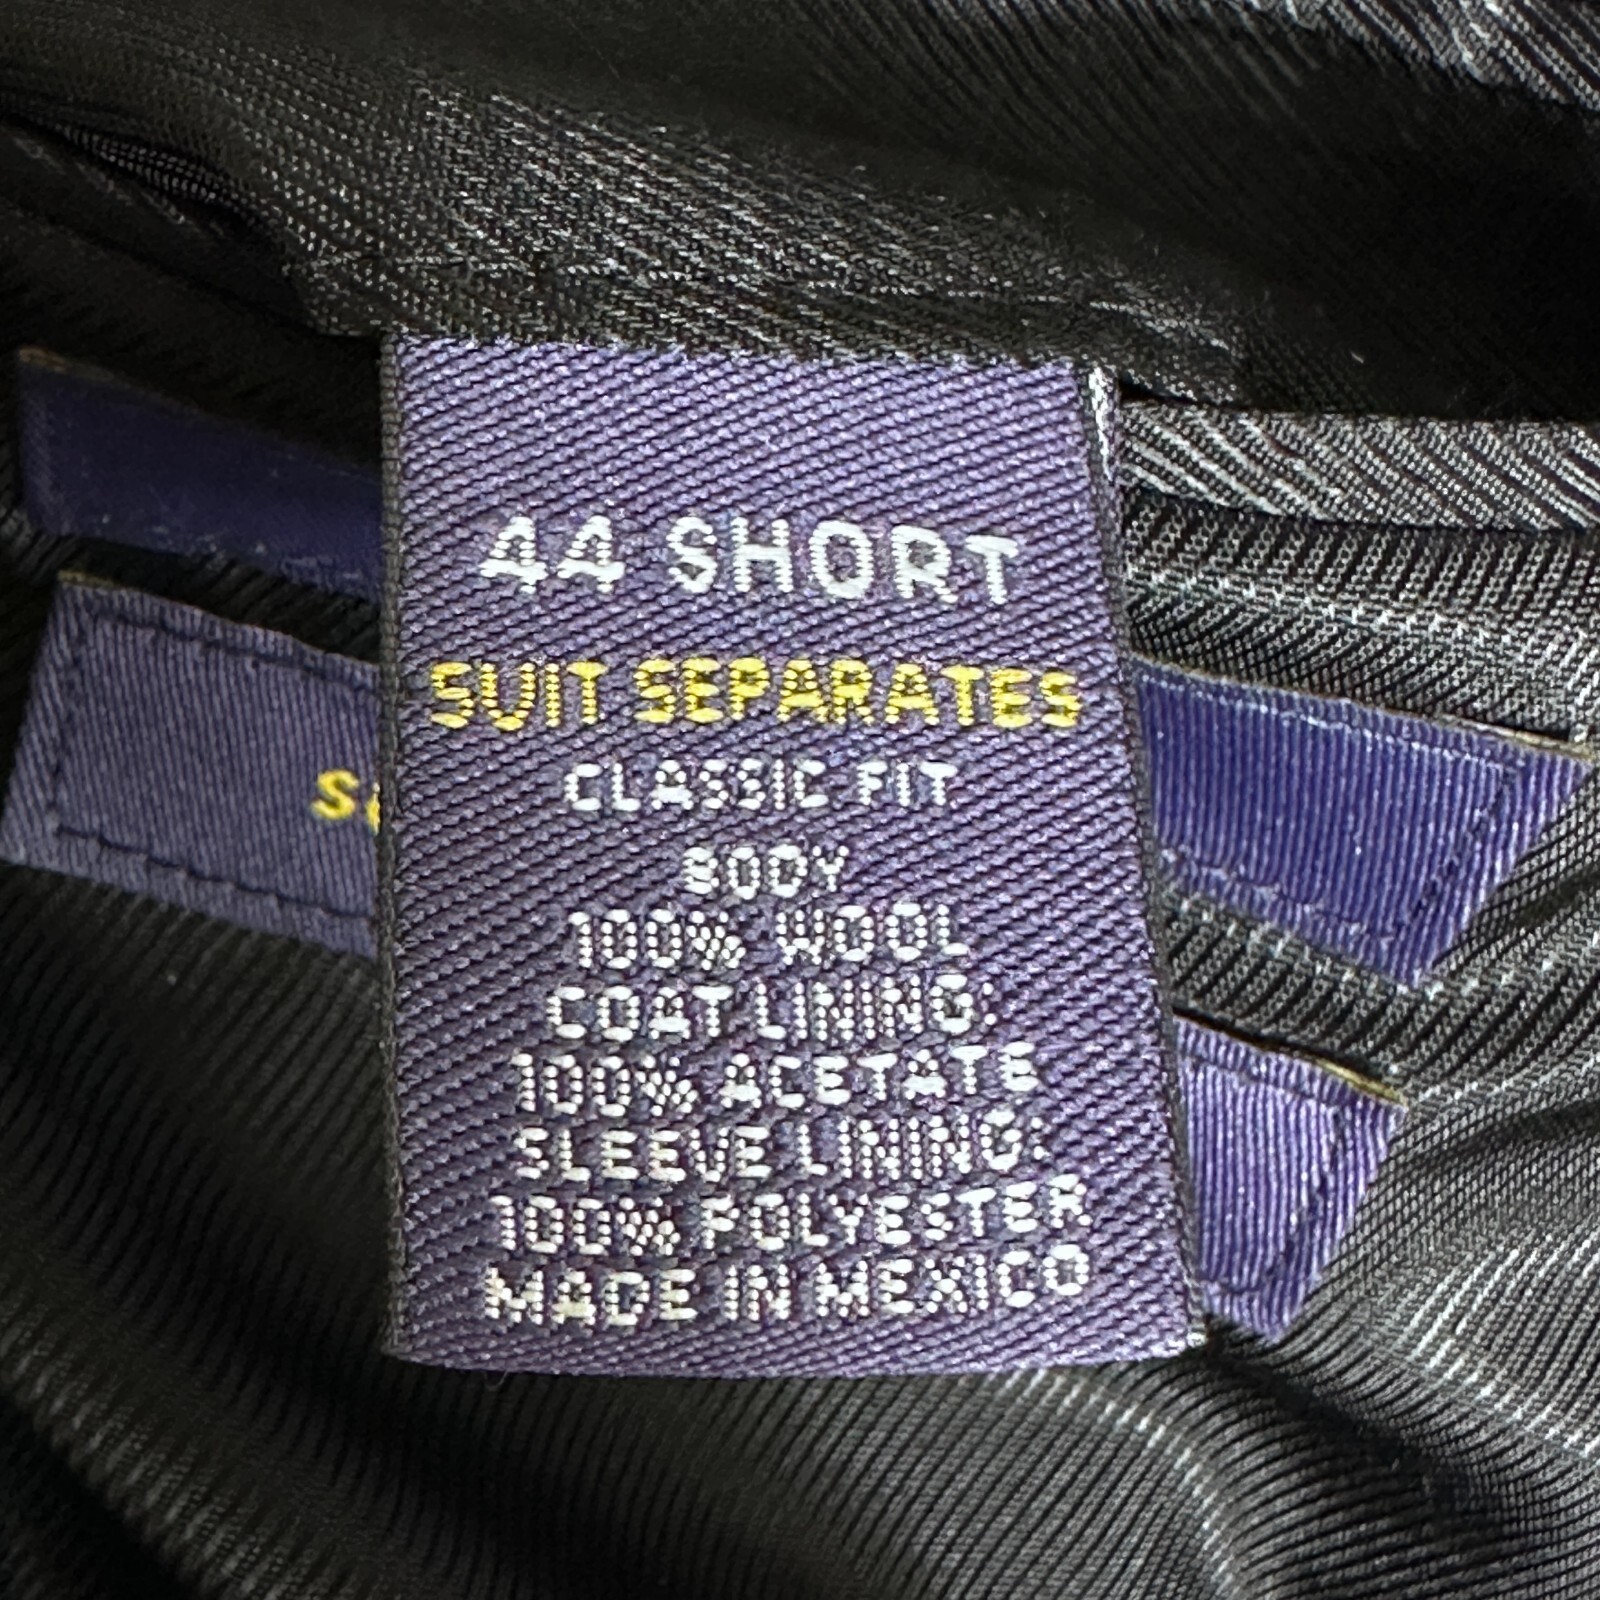 44 SHORT
SUIT SEPARATES
CLASSIC FIT
BODY
100% WOOL
COAT LINING:
100% ACETATE
SLEEVE LINING:
100% POLYESTER
MADE IN MEXICO